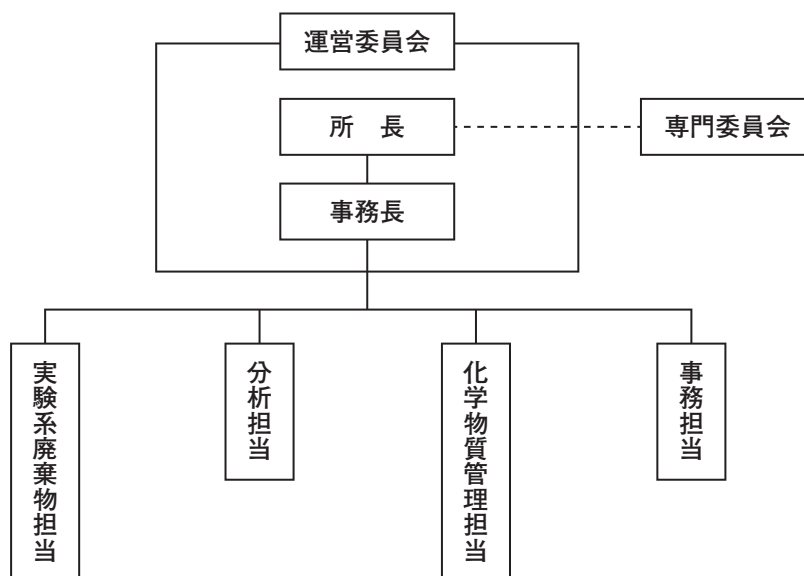 運営委員会
所　長
専門委員会
事務長
実験系廃棄物担当
分析担当
化学物質管理担当
事務担当